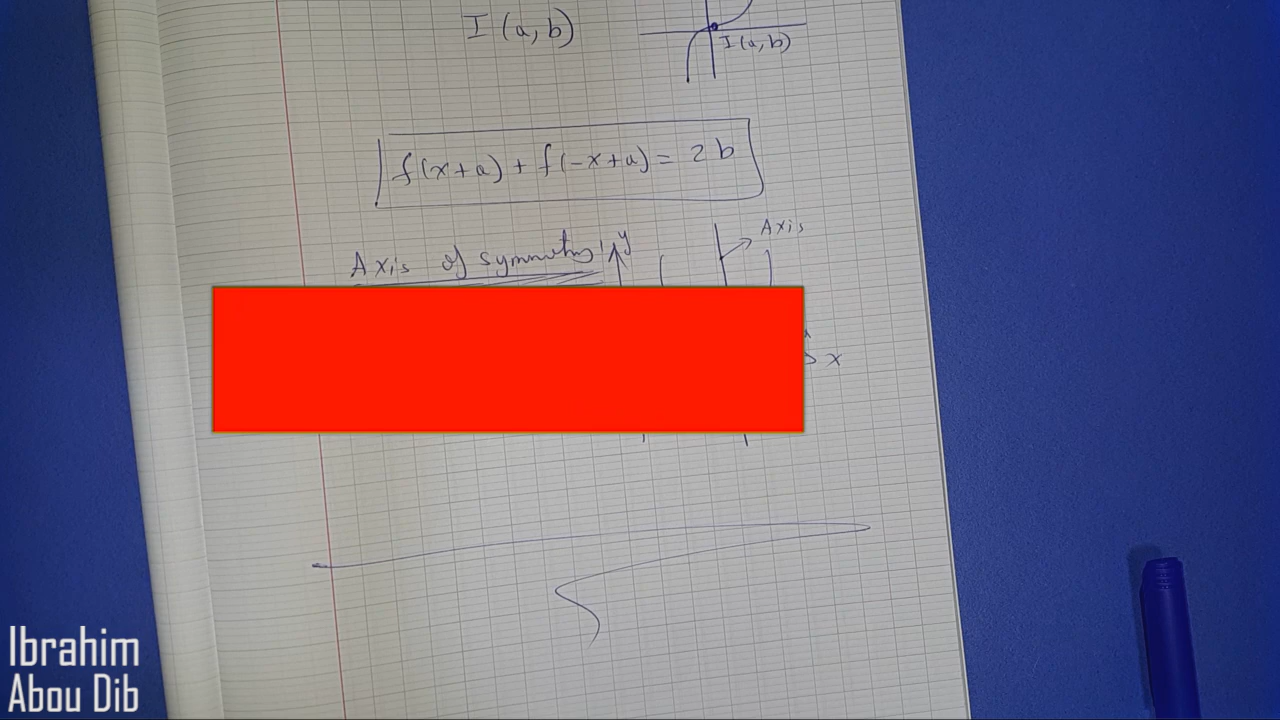 I (a, b)
I (a, b)
f(x+a) + f(-x+a) = 2b
Axis
Axis of symmetry
y
x
Ibrahim
Abou Dib